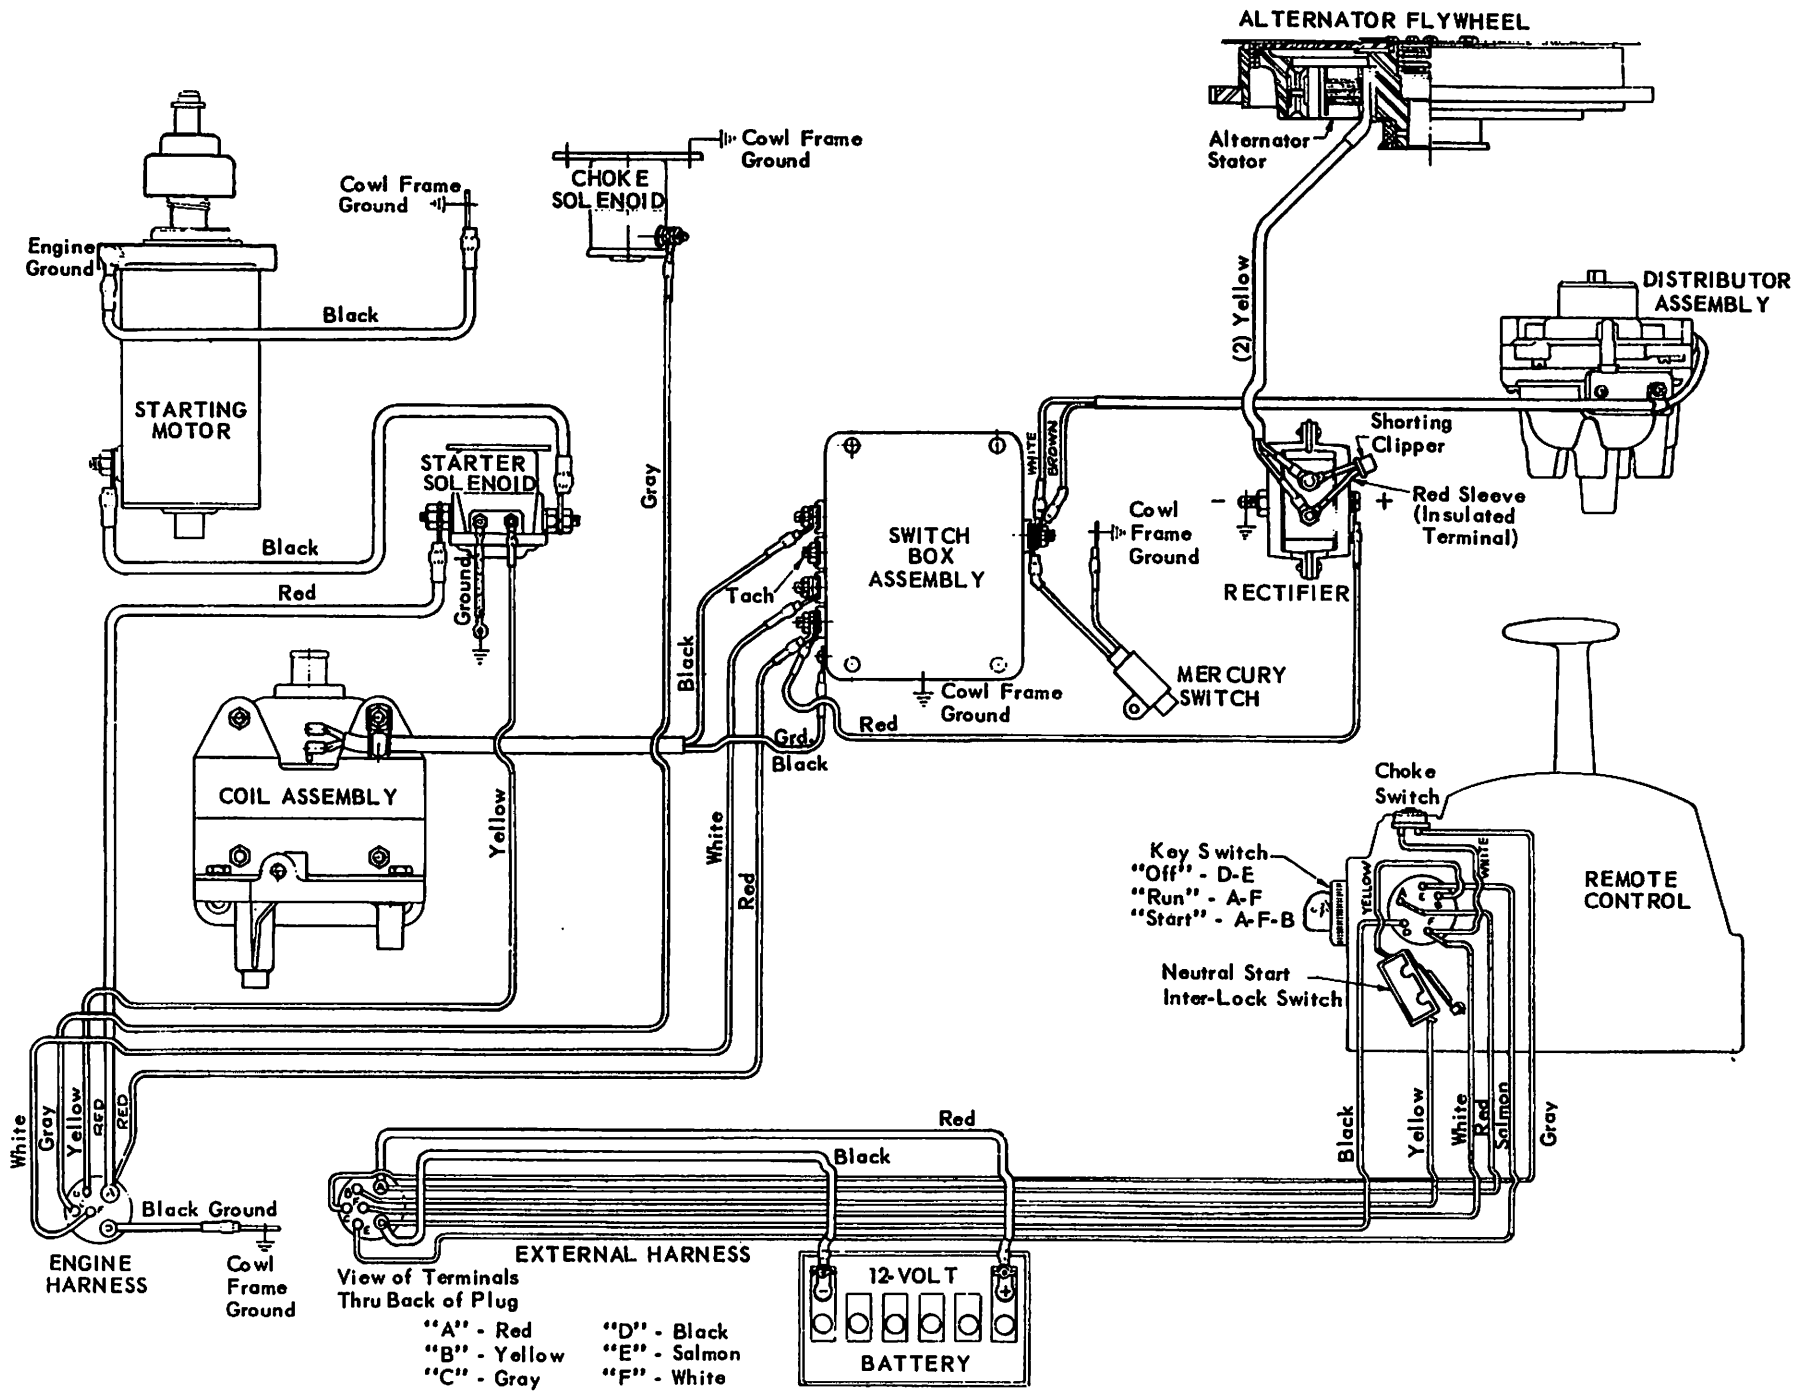 ALTERNATOR FLYWHEEL
Alternator
Stator
Cowl Frame
Ground
CHOKE
SOLENOID
Cowl Frame
Ground
Engine
Ground
Black
(2) Yellow
DISTRIBUTOR
ASSEMBLY
STARTING
MOTOR
Shorting
Clipper
WHITE
BROWN
STARTER
SOLENOID
Gray
Red Sleeve
(Insulated
Terminal)
-
+
Cowl
Frame
Ground
SWITCH
BOX
ASSEMBLY
Black
Red
Ground
Tach
RECTIFIER
Black
MERCURY
SWITCH
Cowl Frame
Ground
Red
Grd.
Black
COIL ASSEMBLY
Yellow
White
Red
Choke
Switch
Key Switch
"Off" - D-E
"Run" - A-F
"Start" - A-F-B
YELLOW
WHITE
A
C
E
B
F
D
REMOTE
CONTROL
Neutral Start
Inter-Lock Switch
White
Gray
Yellow
RED
RED
Black
Yellow
White
Red
Salmon
Gray
Red
Black
A
D
Black Ground
A
B
F
C
D
E
ENGINE
HARNESS
Cowl
Frame
Ground
EXTERNAL HARNESS
View of Terminals
Thru Back of Plug
"A" - Red
"B" - Yellow
"C" - Gray
"D" - Black
"E" - Salmon
"F" - White
12-VOLT
-
+
BATTERY